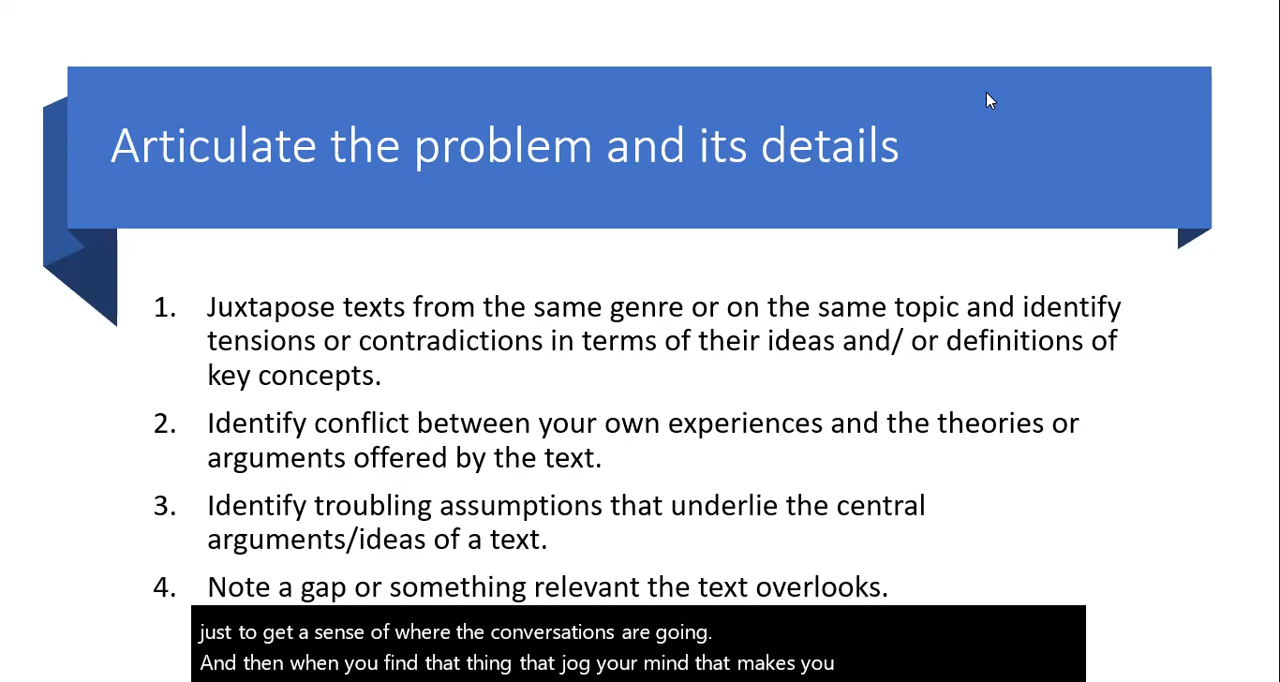 Articulate the problem and its details
1. Juxtapose texts from the same genre or on the same topic and identify
tensions or contradictions in terms of their ideas and/ or definitions of
key concepts.
2. Identify conflict between your own experiences and the theories or
arguments offered by the text.
3. Identify troubling assumptions that underlie the central
arguments/ideas of a text.
4. Note a gap or something relevant the text overlooks.
just to get a sense of where the conversations are going.
And then when you find that thing that jog your mind that makes you